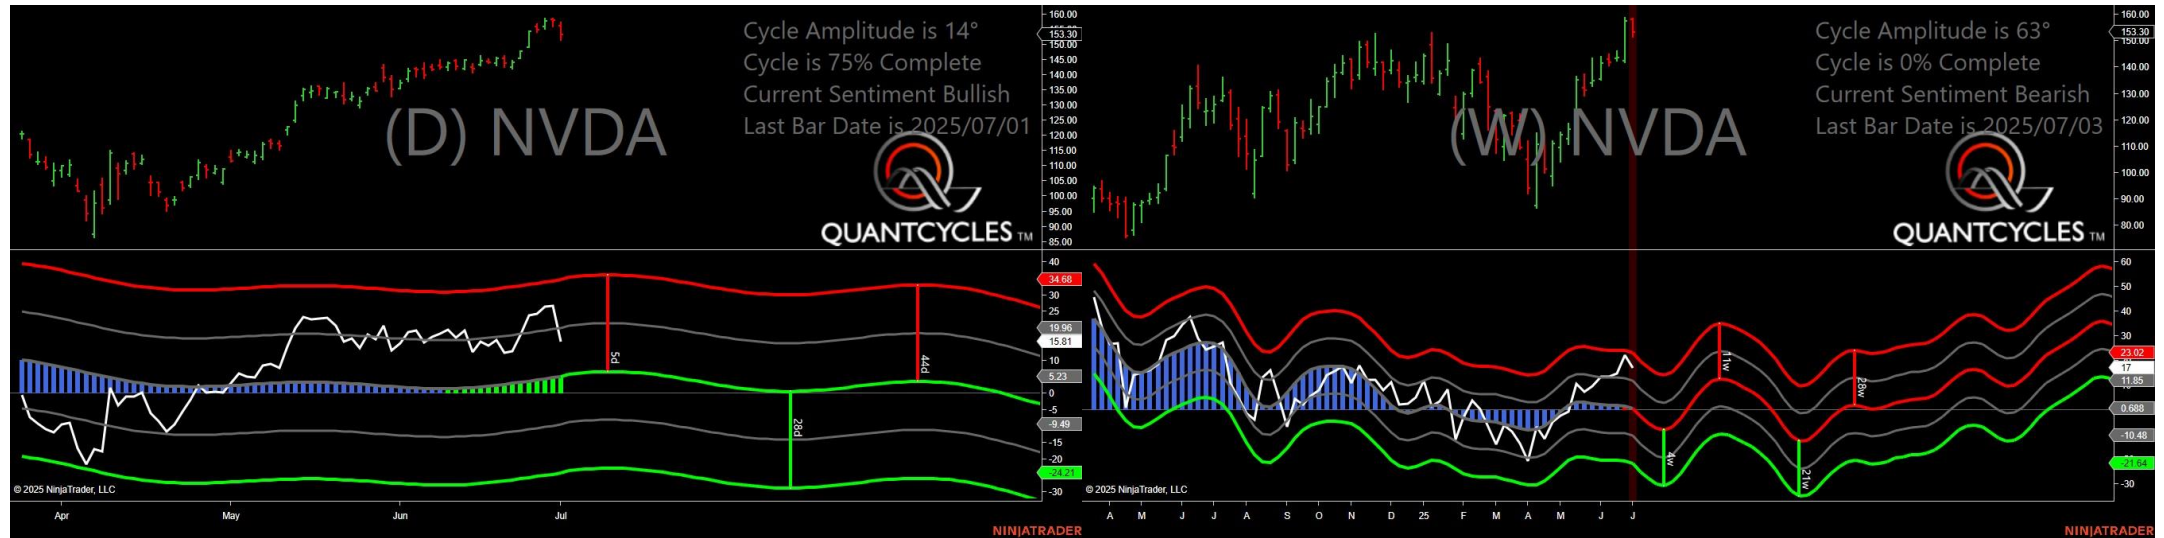 (D) NVDA
Cycle Amplitude is 14°
Cycle is 75% Complete
Current Sentiment Bullish
Last Bar Date is 2025/07/01
QUANTCYCLES TM
160.00
153.30
150.00
145.00
140.00
135.00
130.00
125.00
120.00
115.00
110.00
105.00
100.00
95.00
90.00
85.00
40
34.68
30
25
19.96
15.81
10
5.23
0
-5
-9.49
-15
-20
-24.21
-30
5d
28d
44d
© 2025 NinjaTrader, LLC
Apr May Jun Jul
NINJATRADER
(W) NVDA
Cycle Amplitude is 63°
Cycle is 0% Complete
Current Sentiment Bearish
Last Bar Date is 2025/07/03
QUANTCYCLES TM
160.00
153.30
150.00
140.00
130.00
120.00
110.00
100.00
90.00
80.00
60
50
40
30
23.02
17
11.85
0.688
-10.48
-21.64
-30
4w
11w
21w
28w
© 2025 NinjaTrader, LLC
A M J J A S O N D 25 F M A M J J
NINJATRADER